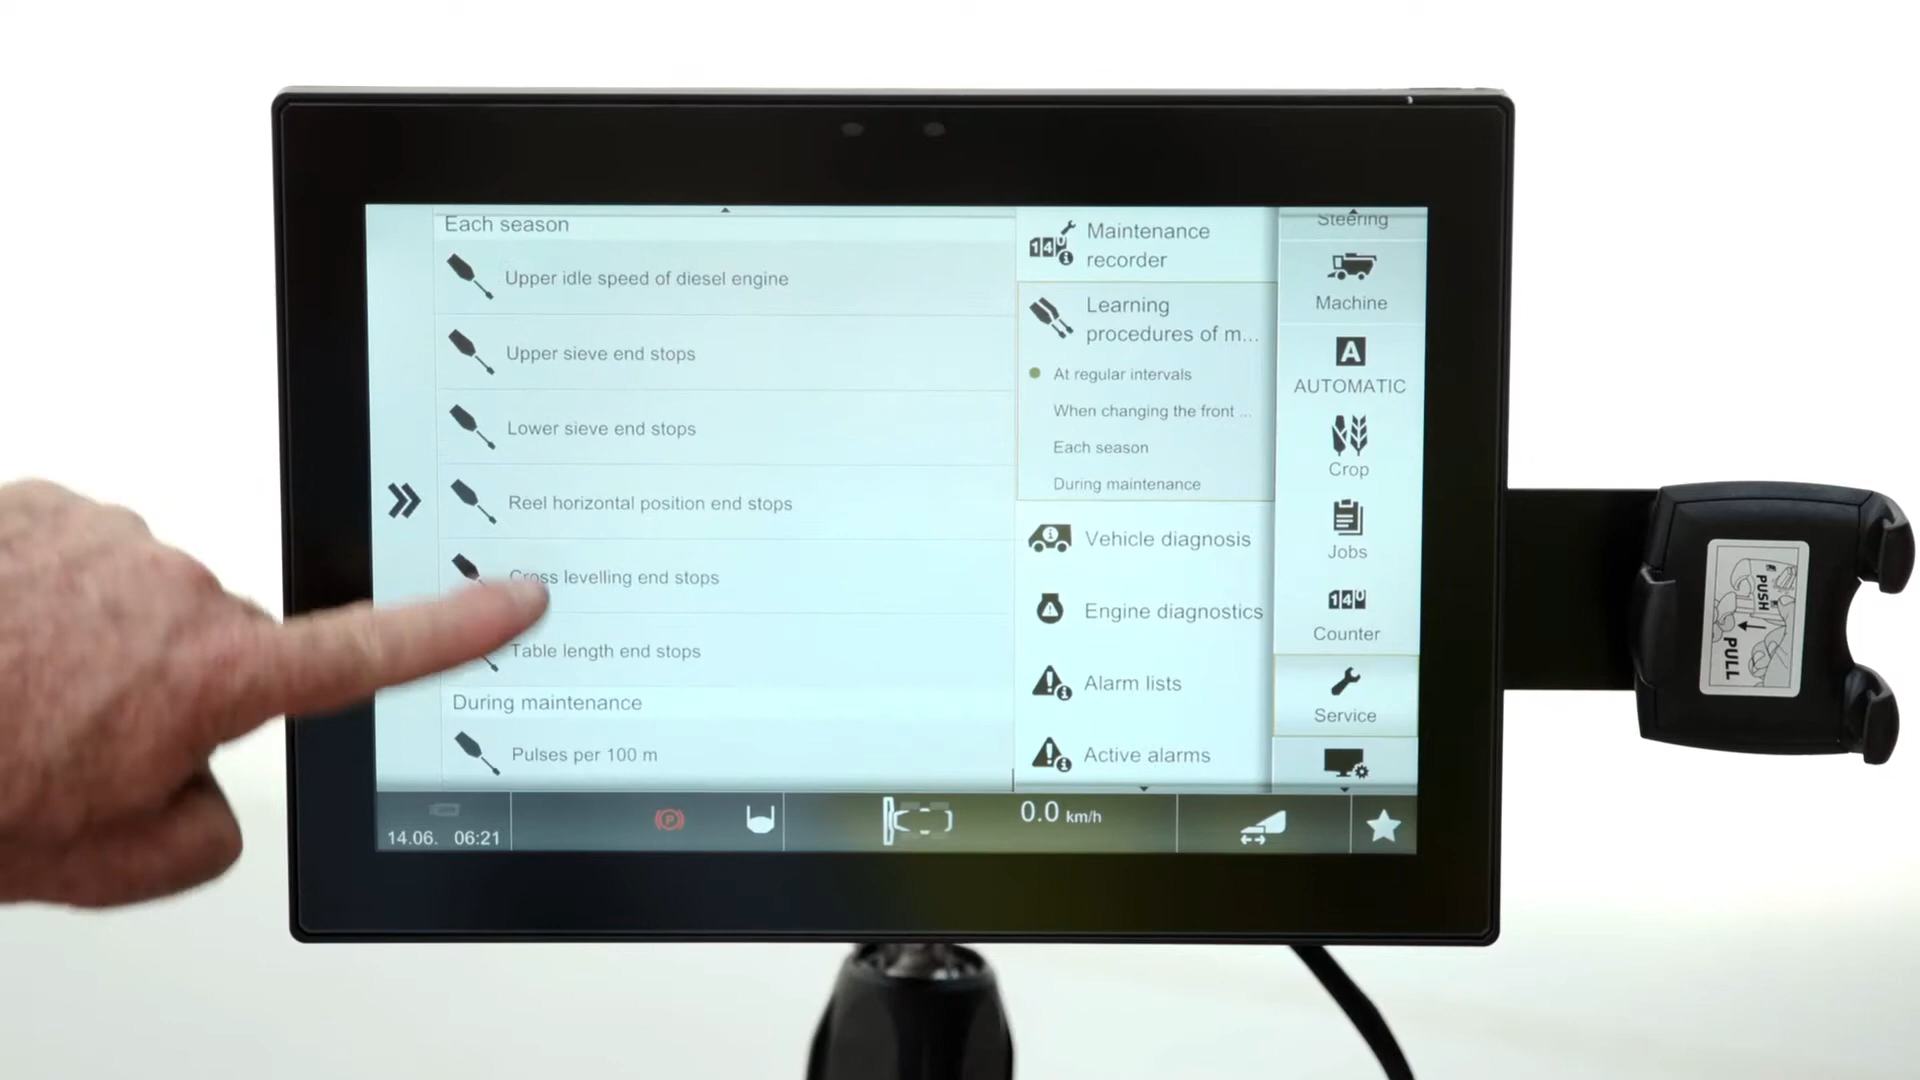 Each season
Upper idle speed of diesel engine
Upper sieve end stops
Lower sieve end stops
Reel horizontal position end stops
Cross levelling end stops
Table length end stops
During maintenance
Pulses per 100 m
Maintenance
recorder
Learning
procedures of m...
At regular intervals
When changing the front ...
Each season
During maintenance
Vehicle diagnosis
Engine diagnostics
Alarm lists
Active alarms
Steering
Machine
A
AUTOMATIC
Crop
Jobs
Counter
Service
14.06. 06:21
P
0.0 km/h
PUSH
PULL